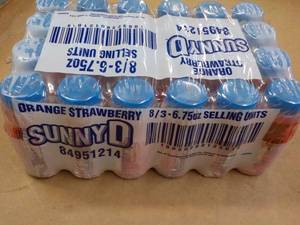 8/3-6.75oz
SELLING UNITS
ORANGE
STRAWBERRY
SUNNYD
84951214
ORANGE STRAWBERRY
SUNNYD
84951214
8/3-6.75oz SELLING UNITS